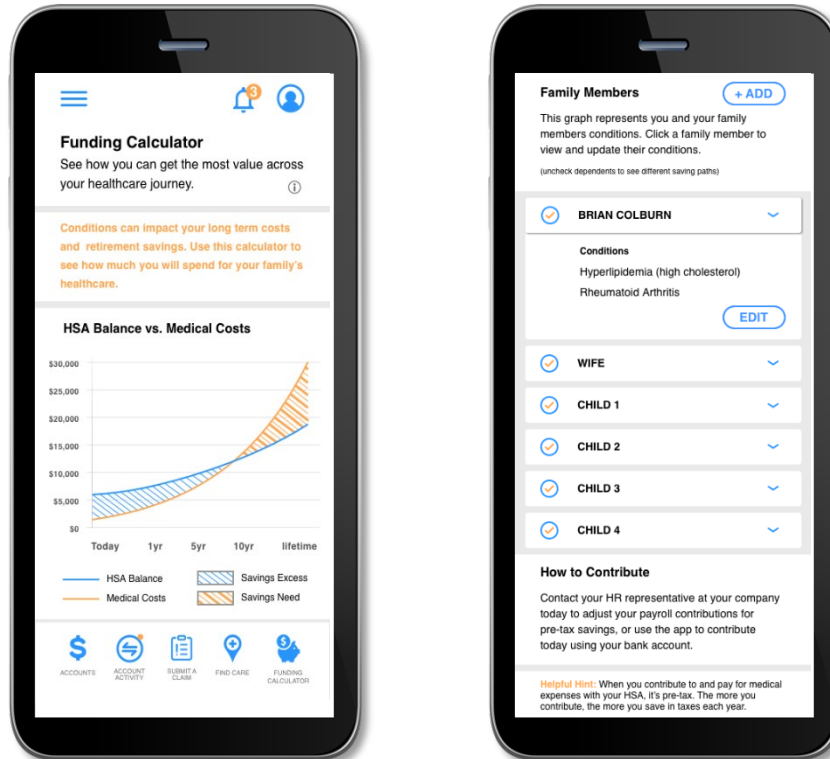 3
Funding Calculator
See how you can get the most value across
your healthcare journey.
i
Conditions can impact your long term costs
and retirement savings. Use this calculator to
see how much you will spend for your family's
healthcare.
HSA Balance vs. Medical Costs
$30,000
$25,000
$20,000
$15,000
$10,000
$5,000
$0
Today 1yr 5yr 10yr lifetime
HSA Balance Savings Excess
Medical Costs Savings Need
ACCOUNTS
ACCOUNT
ACTIVITY
SUBMIT A
CLAIM
FIND CARE
FUNDING
CALCULATOR
Family Members
+ ADD
This graph represents you and your family
members conditions. Click a family member to
view and update their conditions.
(uncheck dependents to see different saving paths)
BRIAN COLBURN
Conditions
Hyperlipidemia (high cholesterol)
Rheumatoid Arthritis
EDIT
WIFE
CHILD 1
CHILD 2
CHILD 3
CHILD 4
How to Contribute
Contact your HR representative at your company
today to adjust your payroll contributions for
pre-tax savings, or use the app to contribute
today using your bank account.
Helpful Hint: When you contribute to and pay for medical
expenses with your HSA, it's pre-tax. The more you
contribute, the more you save in taxes each year.